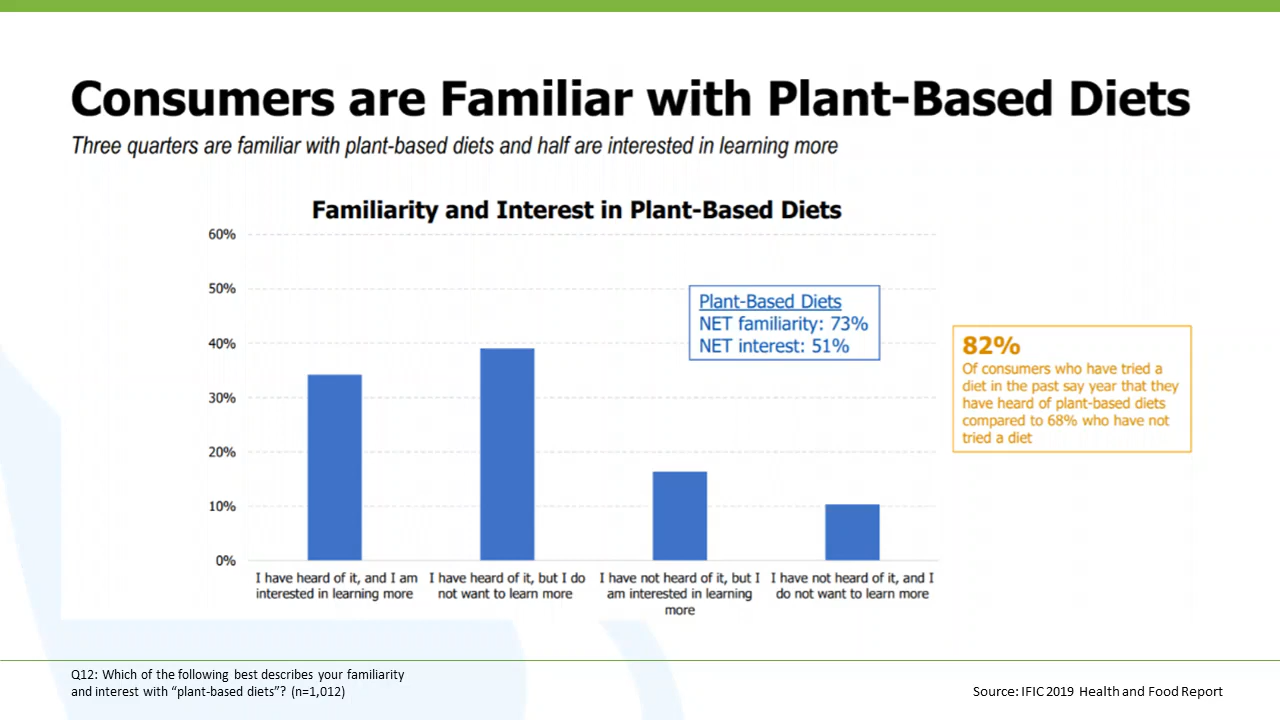 Consumers are Familiar with Plant-Based Diets
Three quarters are familiar with plant-based diets and half are interested in learning more
Familiarity and Interest in Plant-Based Diets
60%
50%
40%
30%
20%
10%
0%
Plant-Based Diets
NET familiarity: 73%
NET interest: 51%
82%
Of consumers who have tried a
diet in the past say year that they
have heard of plant-based diets
compared to 68% who have not
tried a diet
I have heard of it, and I am
interested in learning more
I have heard of it, but I do
not want to learn more
I have not heard of it, but I
am interested in learning
more
I have not heard of it, and I
do not want to learn more
Q12: Which of the following best describes your familiarity
and interest with “plant-based diets”? (n=1,012)
Source: IFIC 2019 Health and Food Report